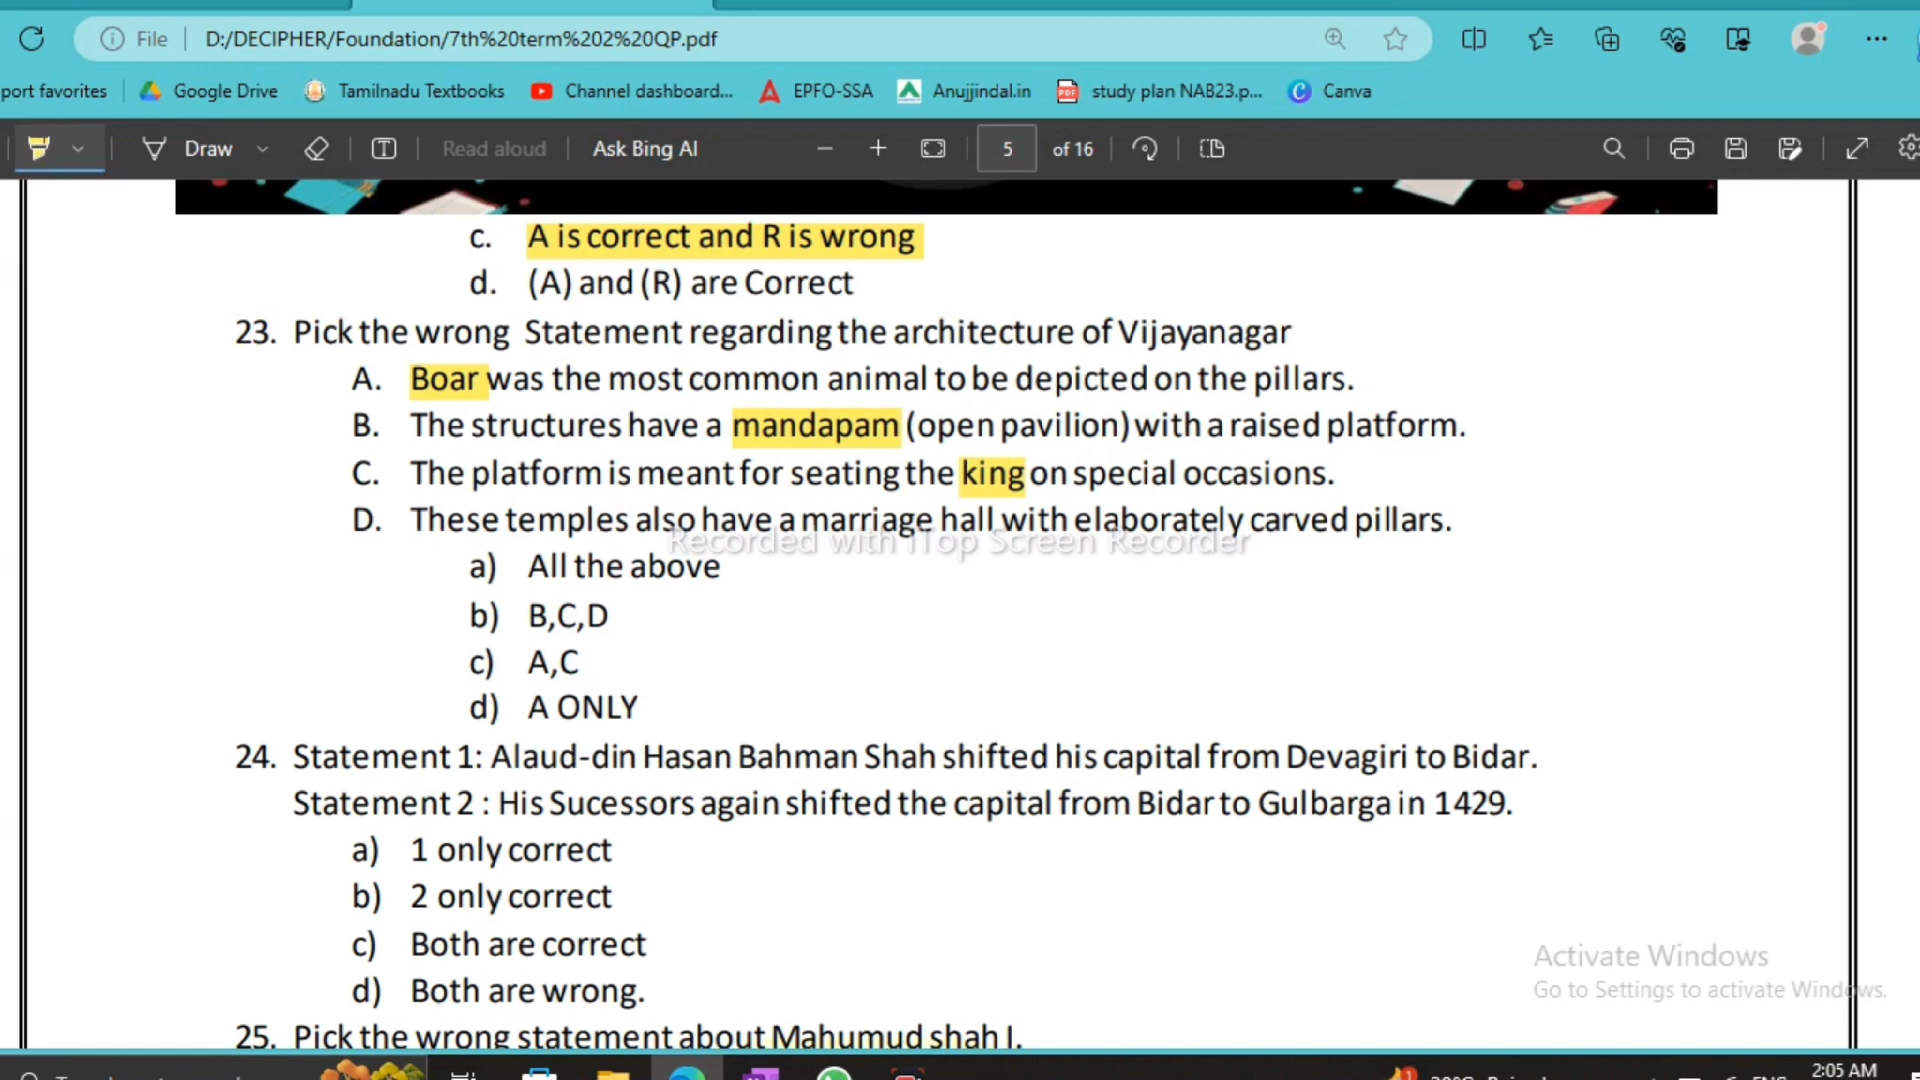 File D:/DECIPHER/Foundation/7th%20term%202%20QP.pdf
port favorites Google Drive Tamilnadu Textbooks Channel dashboard... EPFO-SSA Anujjindal.in study plan NAB23.p... Canva
Draw Read aloud Ask Bing AI 5 of 16
c. A is correct and R is wrong
d. (A) and (R) are Correct
23. Pick the wrong Statement regarding the architecture of Vijayanagar
A. Boar was the most common animal to be depicted on the pillars.
B. The structures have a mandapam (open pavilion) with a raised platform.
C. The platform is meant for seating the king on special occasions.
D. These temples also have a marriage hall with elaborately carved pillars.
Recorded with iTop Screen Recorder
a) All the above
b) B,C,D
c) A,C
d) A ONLY
24. Statement 1: Alaud-din Hasan Bahman Shah shifted his capital from Devagiri to Bidar.
Statement 2 : His Sucessors again shifted the capital from Bidar to Gulbarga in 1429.
a) 1 only correct
b) 2 only correct
c) Both are correct
d) Both are wrong.
Activate Windows
Go to Settings to activate Windows.
25. Pick the wrong statement about Mahumud shah I.
2:05 AM